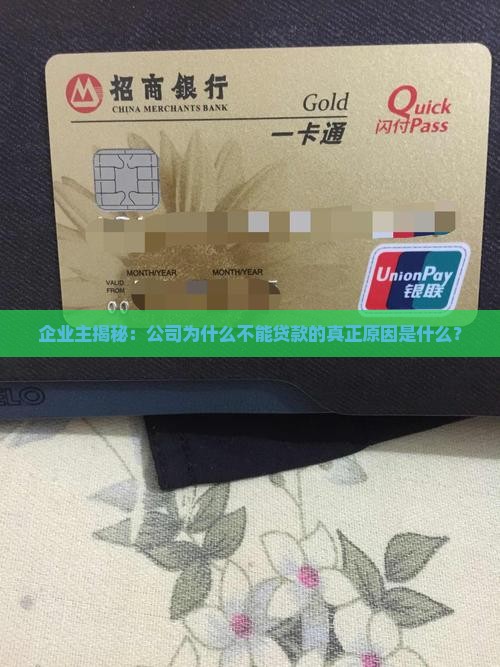 招商銀行
CHINA MERCHANTS BANK
Gold
一卡通
Quick
闪付Pass
MONTH/YEAR MONTH/YEAR
VALID
FROM
UnionPay
银联
企业主揭秘：公司为什么不能贷款的真正原因是什么？
ELO